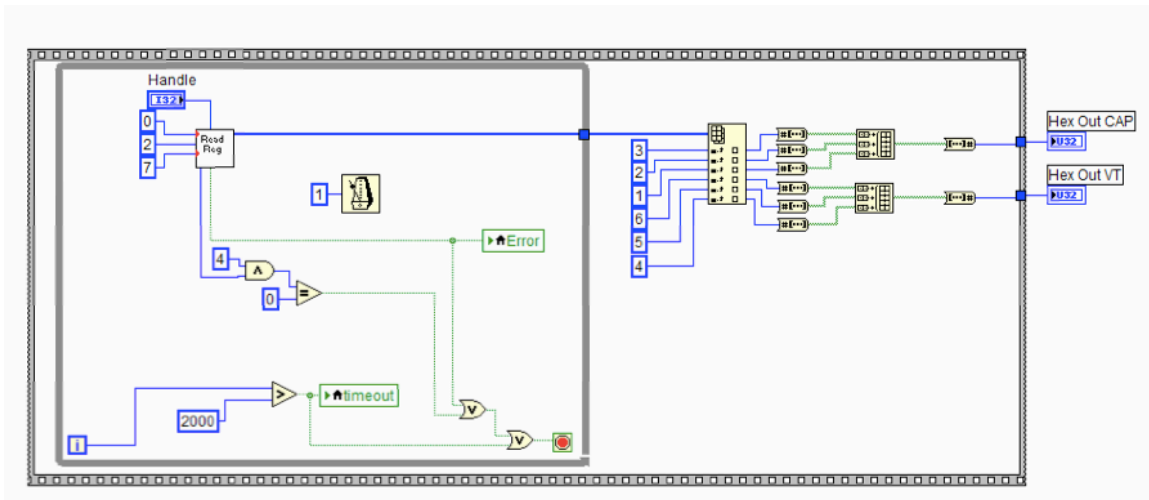 Handle
I32
0
2
7
Read
Reg
1
Error
4
∧
0
=
>
timeout
2000
i
∨
∨
3
2
1
6
5
4
#[...]
#[...]
#[...]
#[...]
#[...]
#[...]
[...]#
[...]#
Hex Out CAP
U32
Hex Out VT
U32